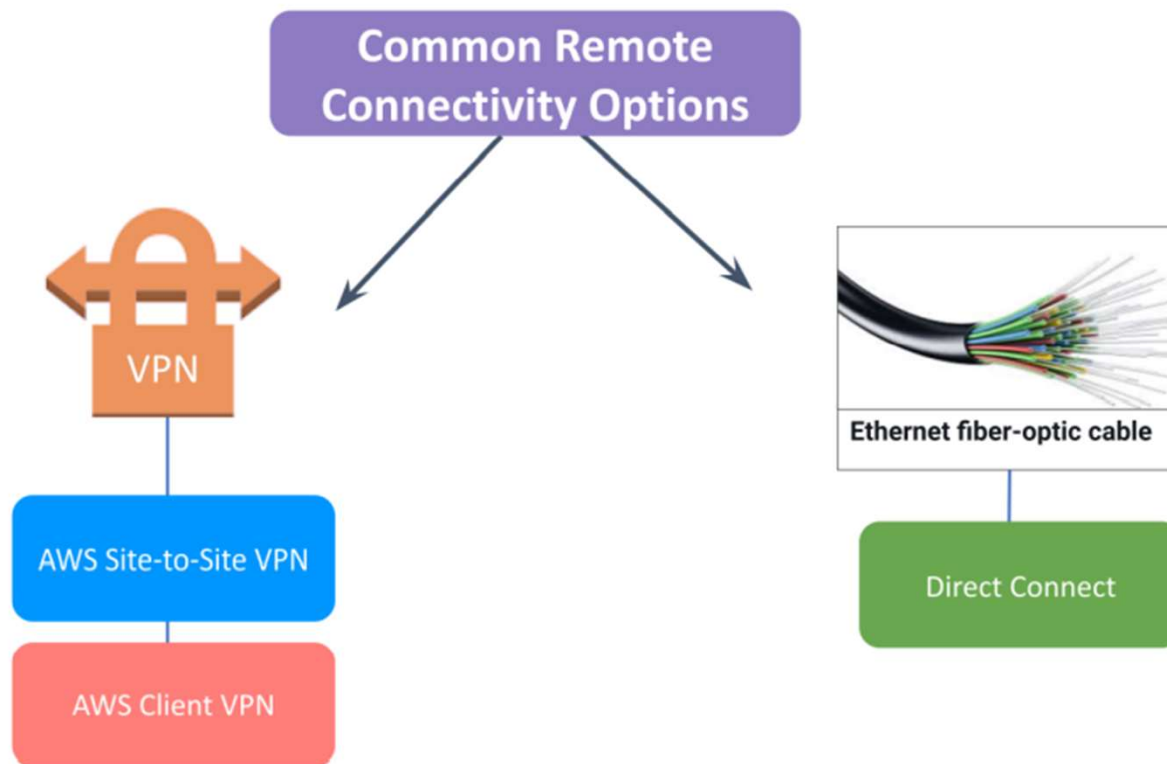 Common Remote
Connectivity Options
VPN
Ethernet fiber-optic cable
AWS Site-to-Site VPN
Direct Connect
AWS Client VPN